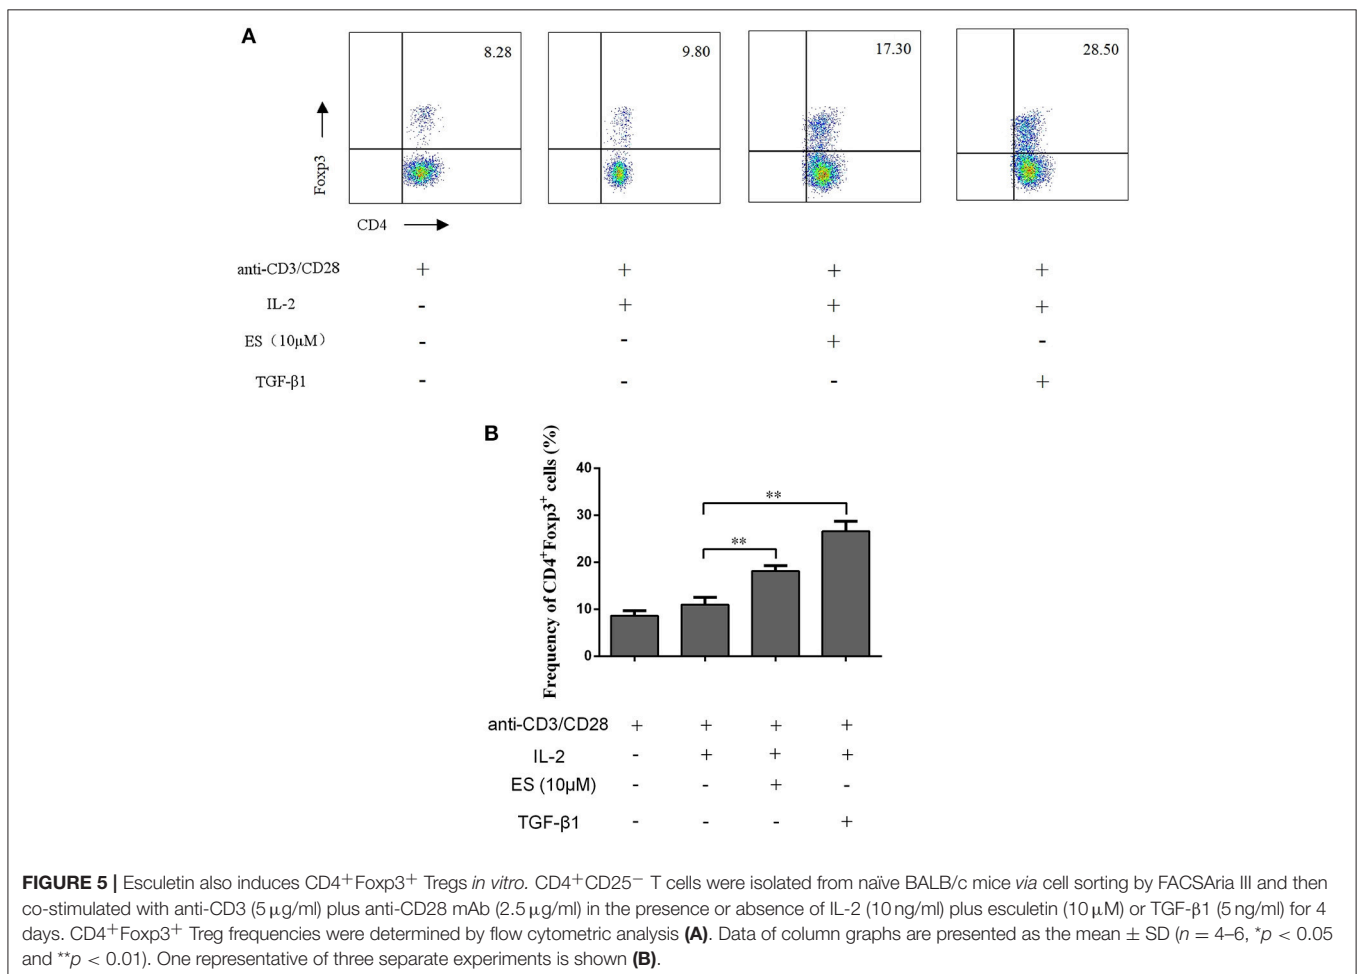 A
8.28 9.80 17.30 28.50
Foxp3
CD4
anti-CD3/CD28 + + + +
IL-2 - + + +
ES（10μM） - - + -
TGF-β1 - - - +
B
Frequency of CD4+Foxp3+ cells (%)
40
30
20
10
0
**
**
anti-CD3/CD28 + + + +
IL-2 - + + +
ES (10μM) - - + -
TGF-β1 - - - +
FIGURE 5 | Esculetin also induces CD4+Foxp3+ Tregs in vitro. CD4+CD25− T cells were isolated from naïve BALB/c mice via cell sorting by FACSAria III and then
co-stimulated with anti-CD3 (5 μg/ml) plus anti-CD28 mAb (2.5 μg/ml) in the presence or absence of IL-2 (10 ng/ml) plus esculetin (10 μM) or TGF-β1 (5 ng/ml) for 4
days. CD4+Foxp3+ Treg frequencies were determined by flow cytometric analysis (A). Data of column graphs are presented as the mean ± SD (n = 4–6, *p < 0.05
and **p < 0.01). One representative of three separate experiments is shown (B).